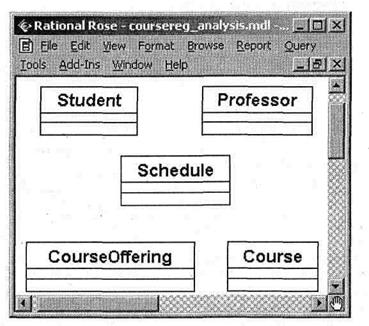 Rational Rose - coursereg_analysis.mdl - ...
File Edit View Format Browse Report Query
Tools Add-Ins Window Help
Student
Professor
Schedule
CourseOffering
Course